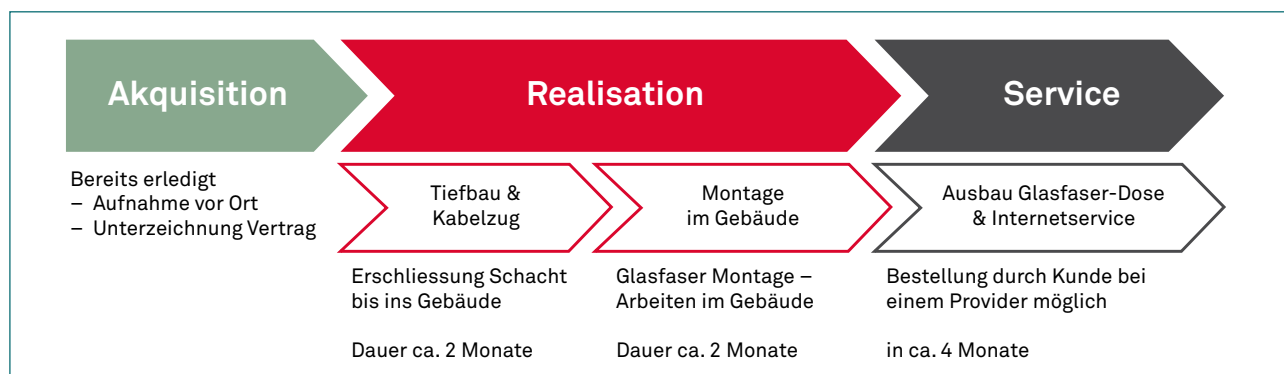 Akquisition
Realisation
Service
Bereits erledigt
– Aufnahme vor Ort
– Unterzeichnung Vertrag
Tiefbau &
Kabelzug
Montage
im Gebäude
Ausbau Glasfaser-Dose
& Internetservice
Erschliessung Schacht
bis ins Gebäude
Dauer ca. 2 Monate
Glasfaser Montage –
Arbeiten im Gebäude
Dauer ca. 2 Monate
Bestellung durch Kunde bei
einem Provider möglich
in ca. 4 Monate